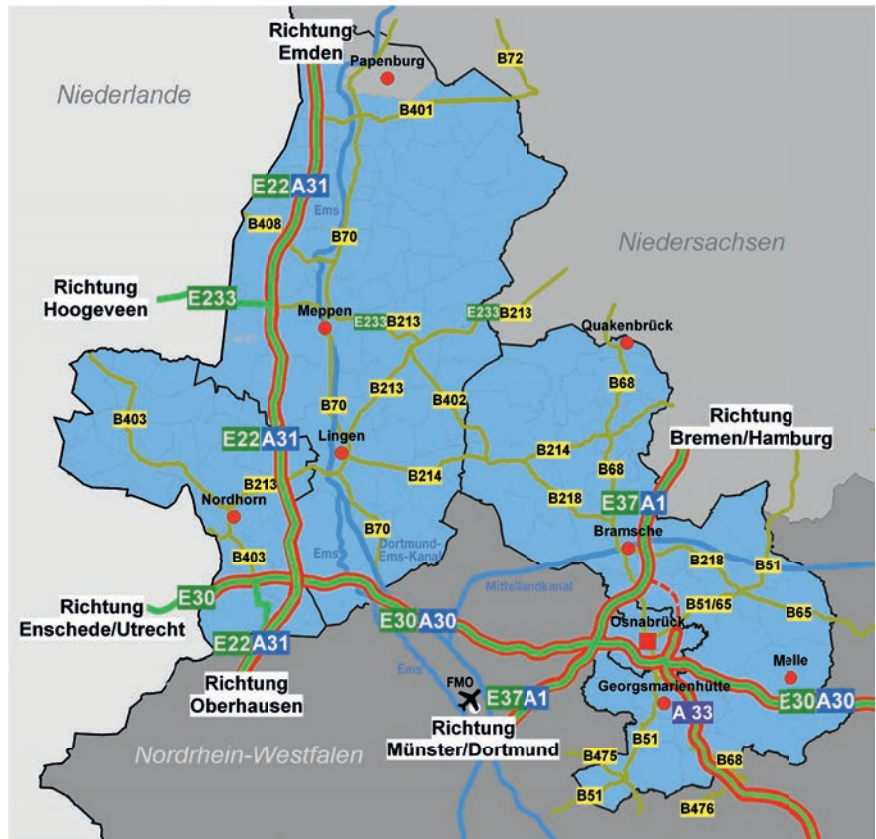 Richtung
Emden
Papenburg
B72
Niederlande
B401
E22 A31
Ems
B408
B70
Niedersachsen
Richtung
Hoogeveen
E233
Meppen
E233 B213
E233 B213
Quakenbrück
B68
B213
B402
B403
B70
Richtung
Bremen/Hamburg
E22 A31
Lingen
B214
B214
B68
B213
Nordhorn
B218
E37 A1
Bramsche
B70
Dortmund-
Ems-Kanal
B403
Ems
B218
B51
Mittellandkanal
E30
Richtung
Enschede/Utrecht
B51/65
B65
E30 A30
Osnabrück
E22 A31
Ems
Melle
FMO
Richtung
Oberhausen
E37 A1
Georgsmarienhütte
A 33
E30 A30
Richtung
Münster/Dortmund
Nordrhein-Westfalen
B51
B475
B68
B51
B476